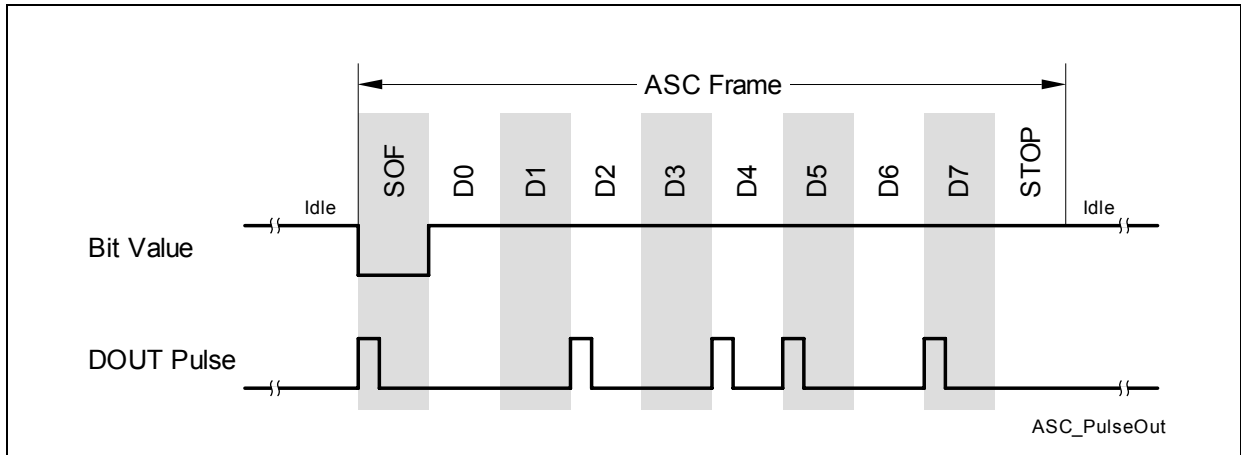 ASC Frame
SOF
D0
D1
D2
D3
D4
D5
D6
D7
STOP
Idle
Idle
Bit Value
DOUT Pulse
ASC_PulseOut